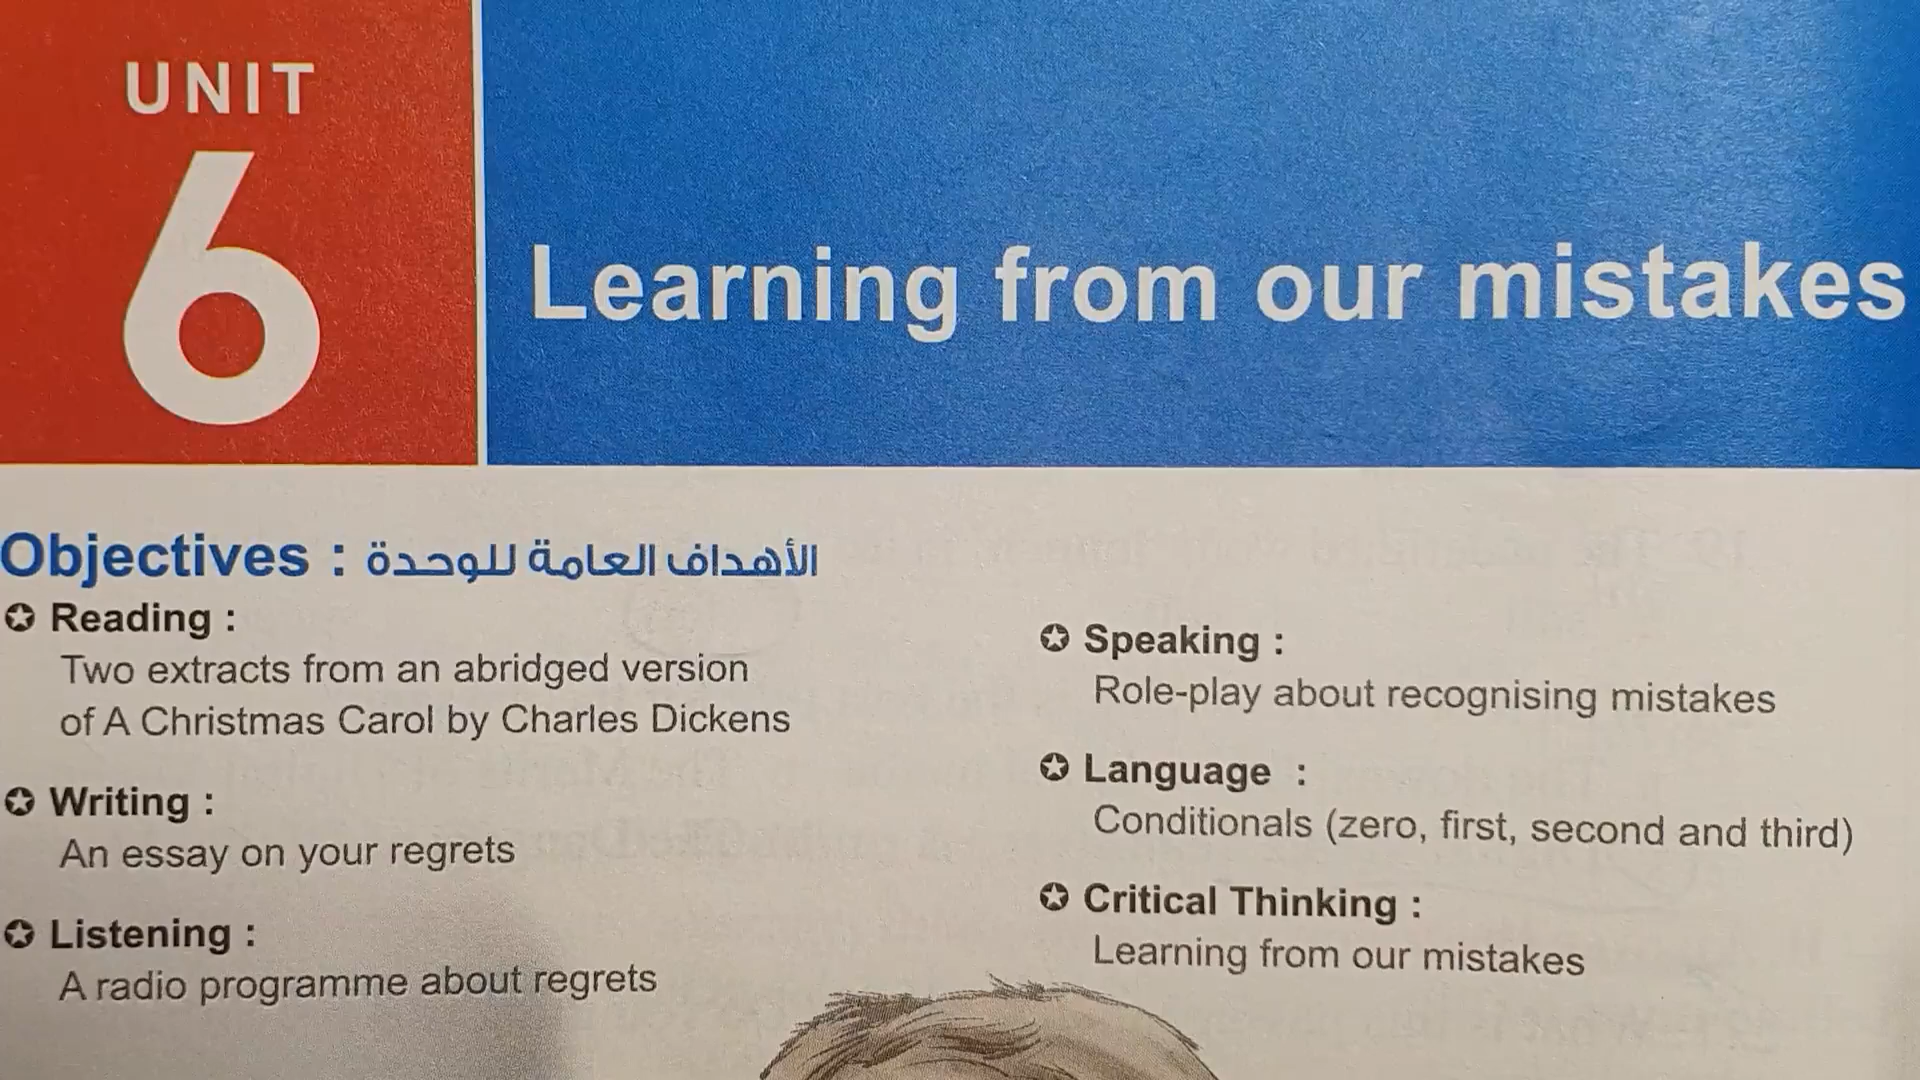 UNIT
6
Learning from our mistakes
Objectives : الأهداف العامة للوحدة
✪ Reading :
Two extracts from an abridged version
of A Christmas Carol by Charles Dickens
✪ Writing :
An essay on your regrets
✪ Listening :
A radio programme about regrets
✪ Speaking :
Role-play about recognising mistakes
✪ Language :
Conditionals (zero, first, second and third)
✪ Critical Thinking :
Learning from our mistakes